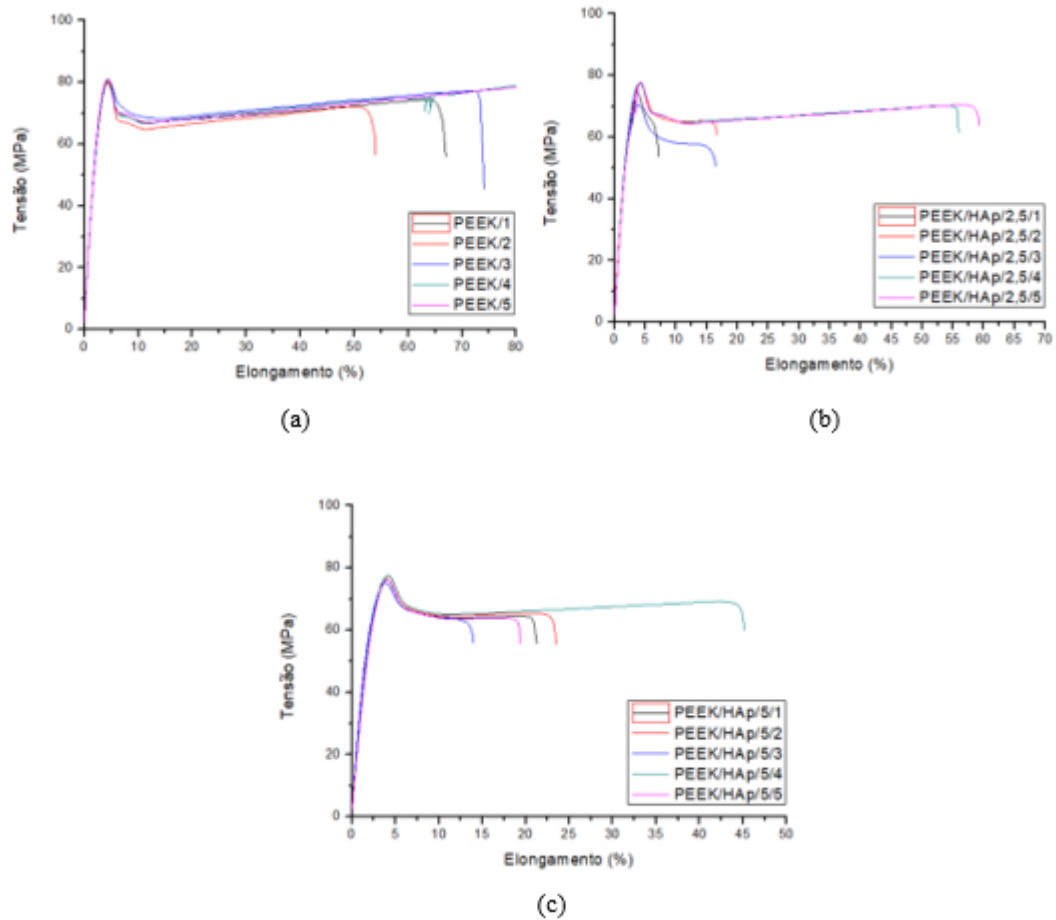 100
80
60
40
20
0
Tensão (MPa)
0 10 20 30 40 50 60 70 80
Elongamento (%)
PEEK/1
PEEK/2
PEEK/3
PEEK/4
PEEK/5
(a)
100
80
60
40
20
0
Tensão (MPa)
0 5 10 15 20 25 30 35 40 45 50 55 60 65 70
Elongamento (%)
PEEK/HAp/2,5/1
PEEK/HAp/2,5/2
PEEK/HAp/2,5/3
PEEK/HAp/2,5/4
PEEK/HAp/2,5/5
(b)
100
80
60
40
20
0
Tensão (MPa)
0 5 10 15 20 25 30 35 40 45 50
Elongamento (%)
PEEK/HAp/5/1
PEEK/HAp/5/2
PEEK/HAp/5/3
PEEK/HAp/5/4
PEEK/HAp/5/5
(c)